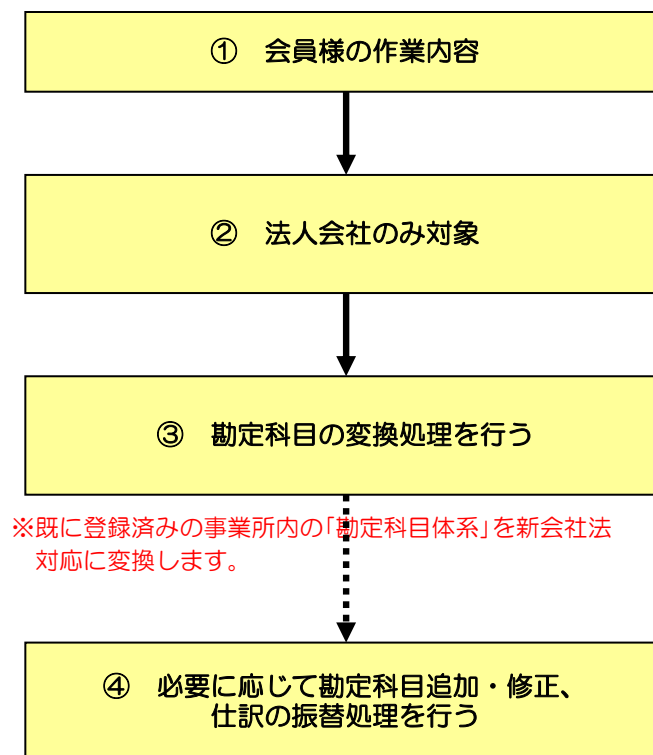 ① 会員様の作業内容
② 法人会社のみ対象
③ 勘定科目の変換処理を行う
※既に登録済みの事業所内の「勘定科目体系」を新会社法
対応に変換します。
④ 必要に応じて勘定科目追加・修正、
仕訳の振替処理を行う